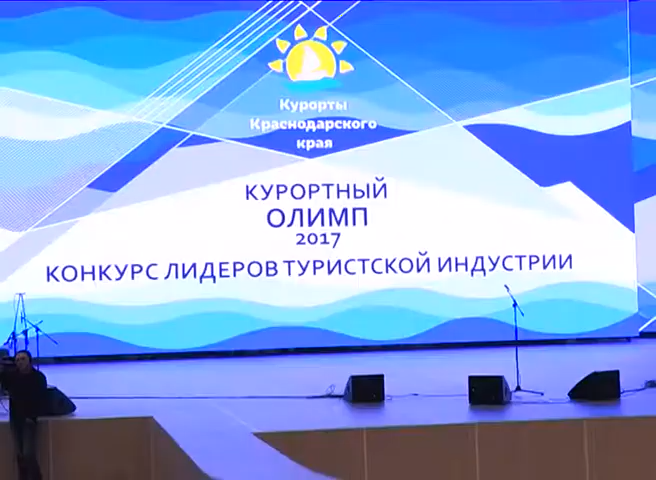 Курорты
Краснодарского
края
КУРОРТНЫЙ
ОЛИМП
2017
КОНКУРС ЛИДЕРОВ ТУРИСТСКОЙ ИНДУСТРИИ